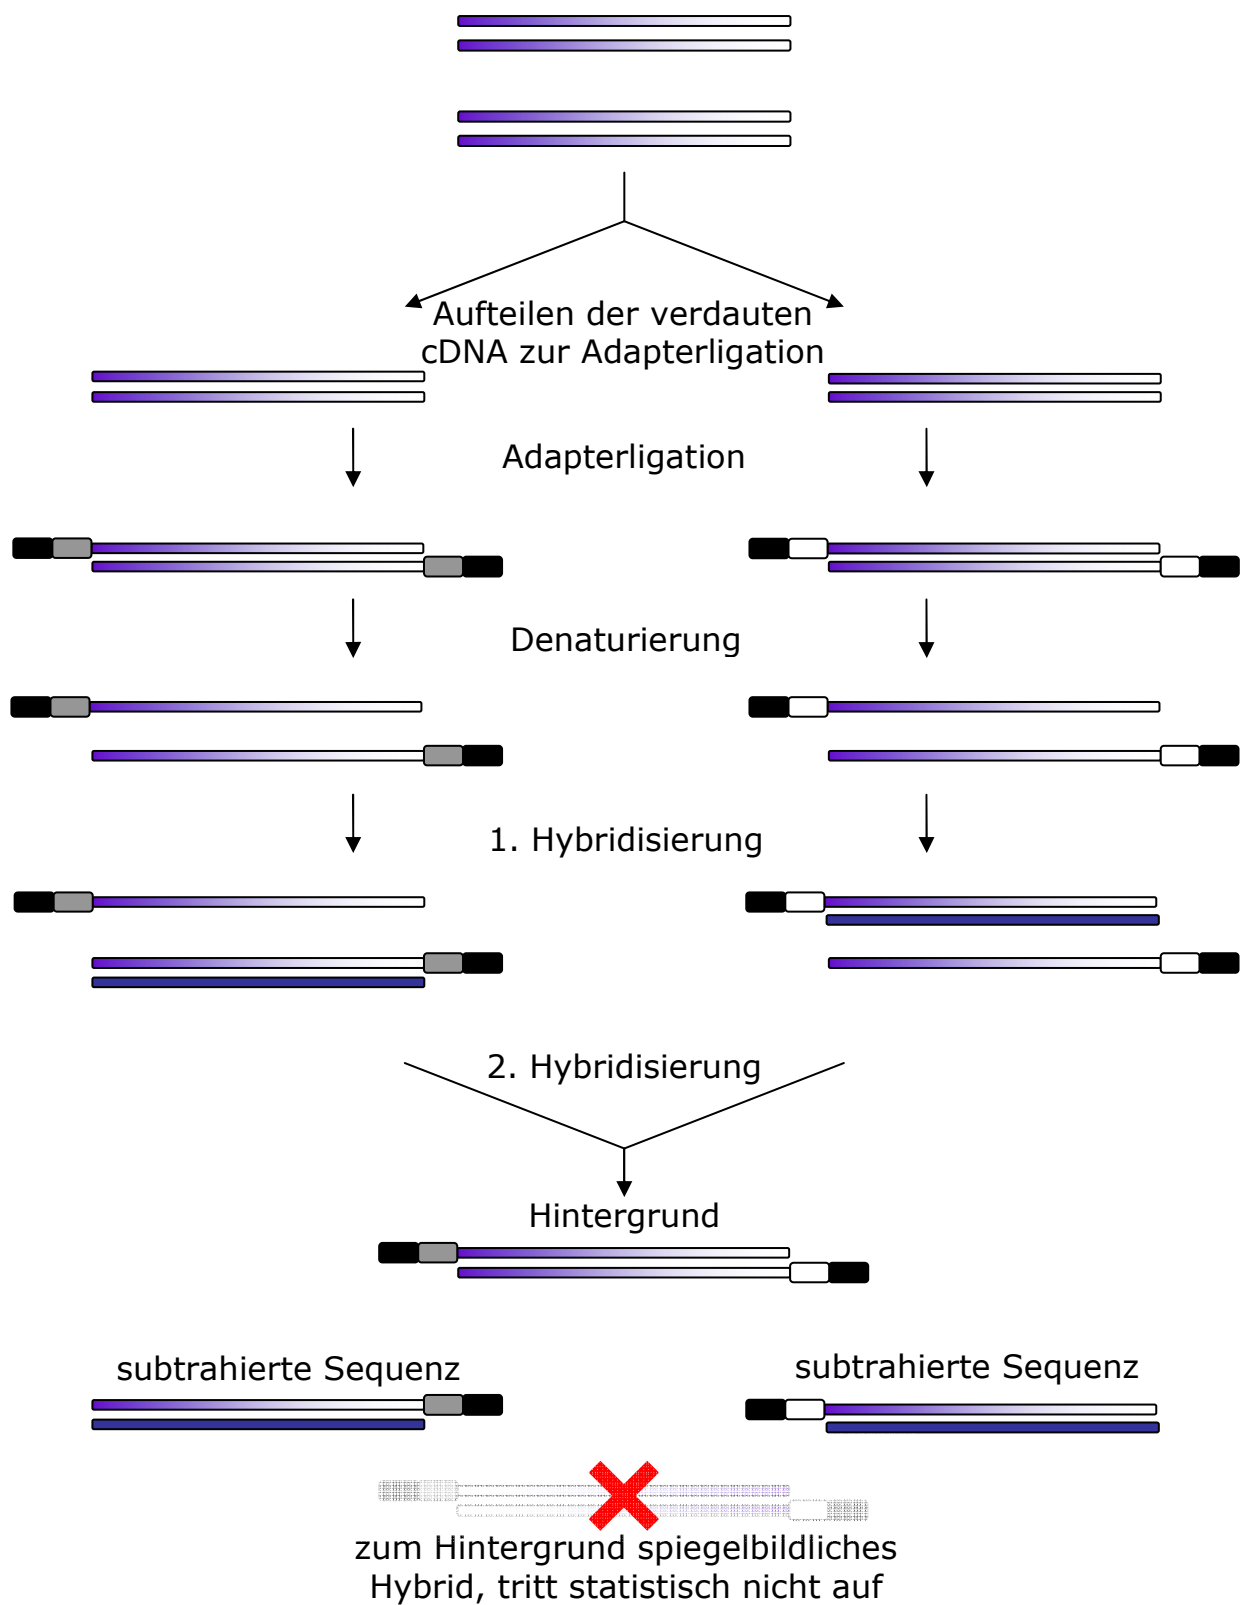 Aufteilen der verdauten
cDNA zur Adapterligation
Adapterligation
Denaturierung
1. Hybridisierung
2. Hybridisierung
Hintergrund
subtrahierte Sequenz
subtrahierte Sequenz
zum Hintergrund spiegelbildliches
Hybrid, tritt statistisch nicht auf